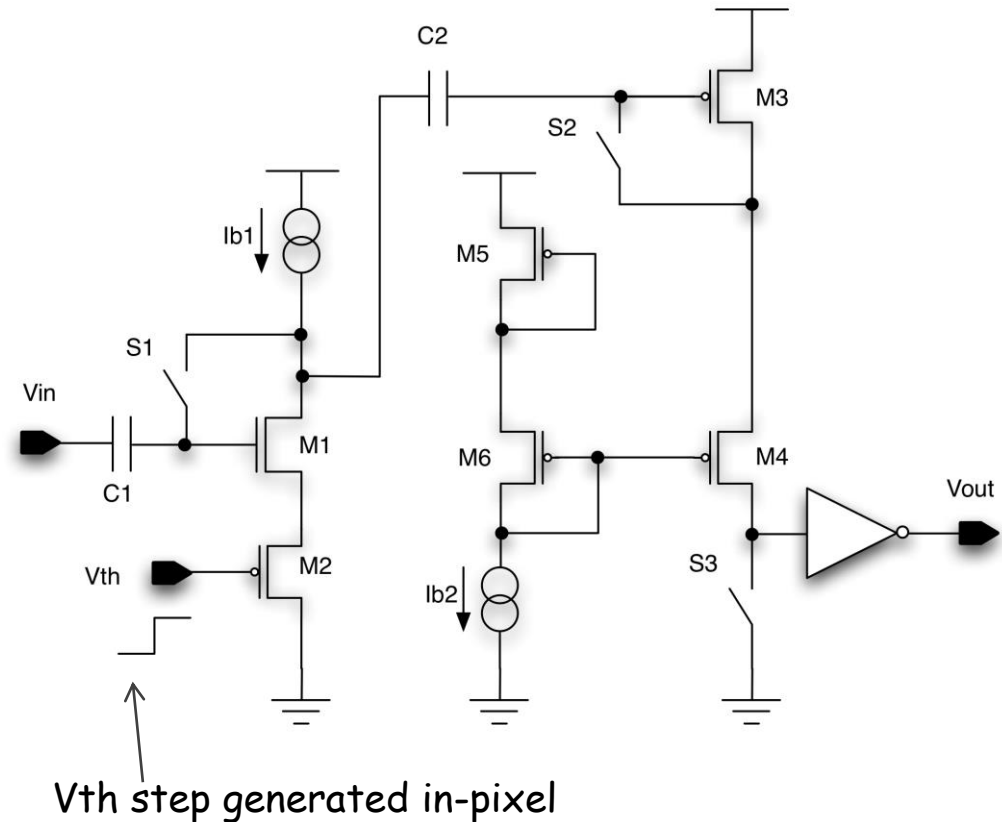 C2
M3
S2
Ib1
M5
S1
Vin
M1
M6
M4
C1
Vout
Vth
M2
S3
Ib2
Vth step generated in-pixel